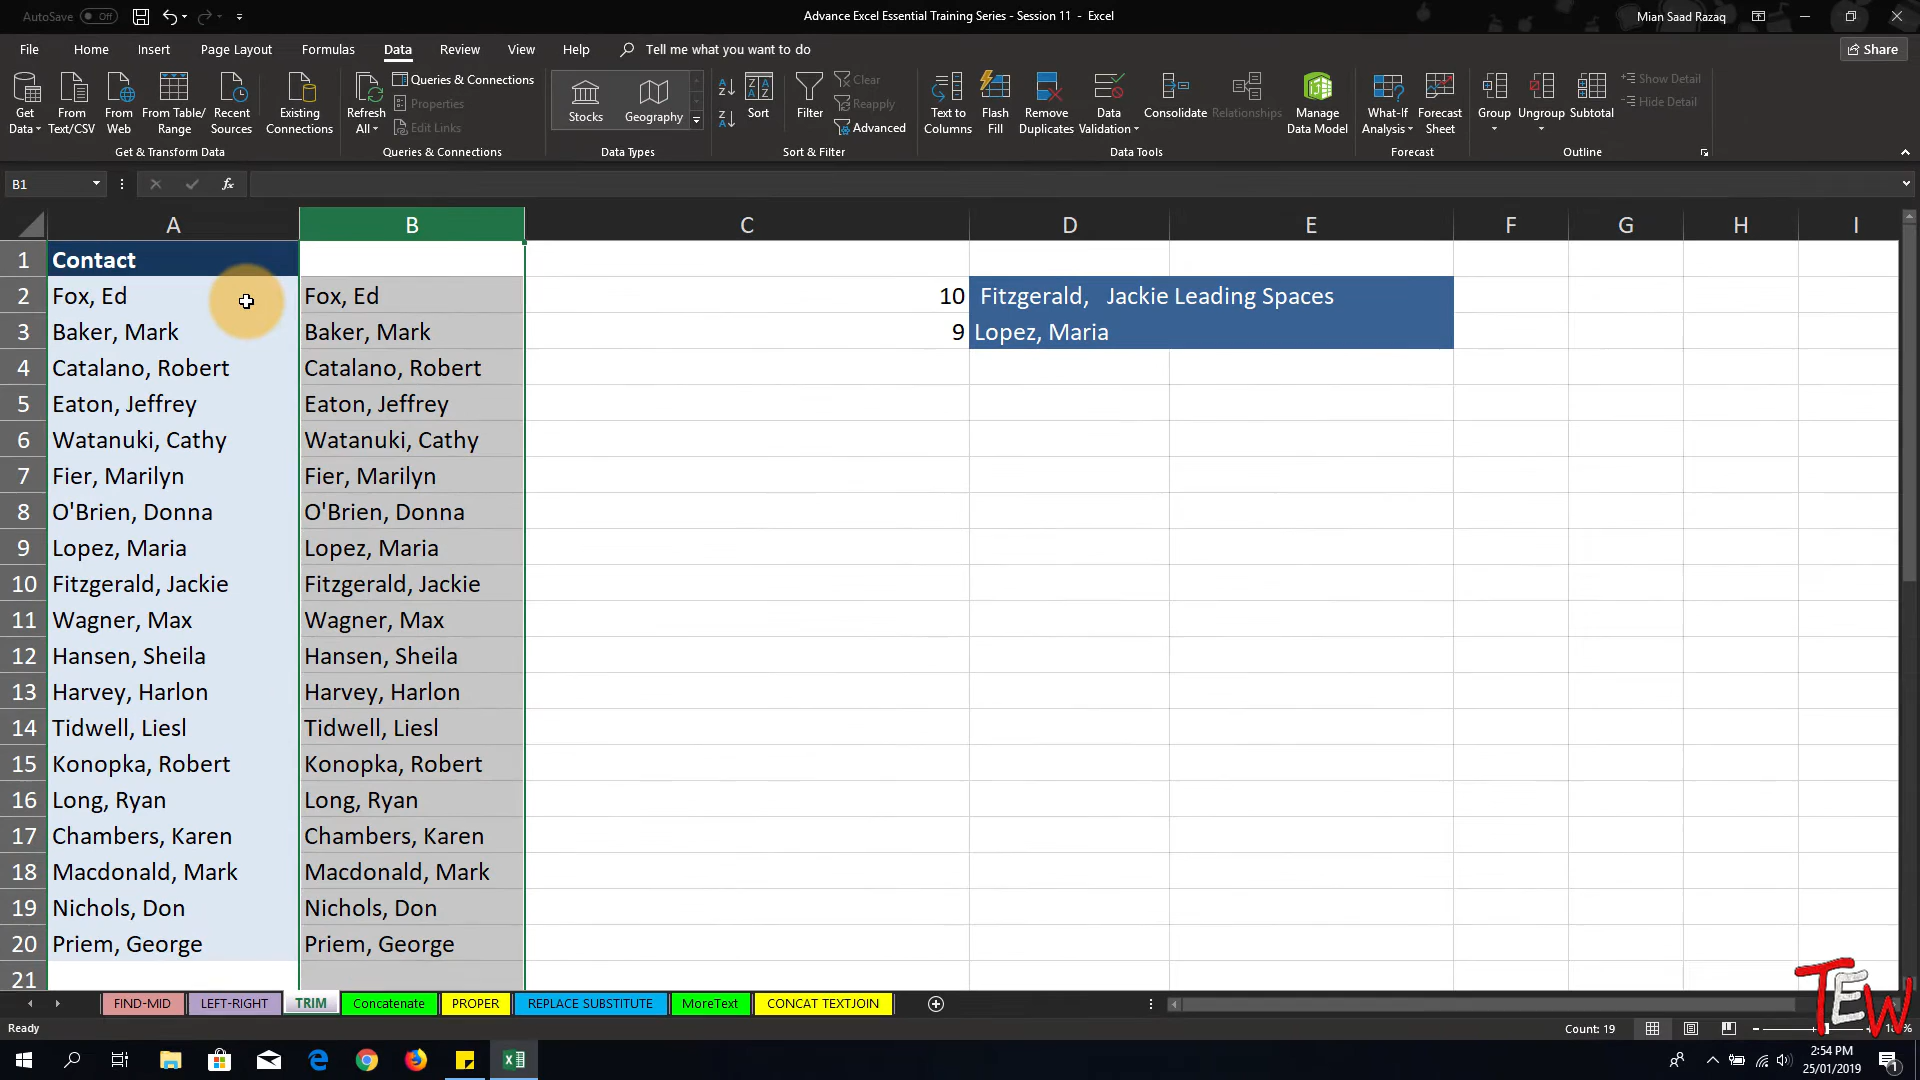 AutoSave Off
Advance Excel Essential Training Series - Session 11 - Excel
Mian Saad Razaq
File Home Insert Page Layout Formulas Data Review View Help Tell me what you want to do Share
Get Data
From Text/CSV
From Web
From Table/ Range
Recent Sources
Existing Connections
Get & Transform Data
Refresh All
Queries & Connections
Properties
Edit Links
Queries & Connections
Stocks Geography
Data Types
Sort
Filter
Clear
Reapply
Advanced
Sort & Filter
Text to Columns
Flash Fill
Remove Duplicates
Data Validation
Consolidate
Relationships
Manage Data Model
Data Tools
What-If Analysis
Forecast Sheet
Forecast
Group
Ungroup
Subtotal
Show Detail
Hide Detail
Outline
B1 fx
A B C D E F G H I
1 Contact
2 Fox, Ed Fox, Ed 10 Fitzgerald, Jackie Leading Spaces
3 Baker, Mark Baker, Mark 9 Lopez, Maria
4 Catalano, Robert Catalano, Robert
5 Eaton, Jeffrey Eaton, Jeffrey
6 Watanuki, Cathy Watanuki, Cathy
7 Fier, Marilyn Fier, Marilyn
8 O'Brien, Donna O'Brien, Donna
9 Lopez, Maria Lopez, Maria
10 Fitzgerald, Jackie Fitzgerald, Jackie
11 Wagner, Max Wagner, Max
12 Hansen, Sheila Hansen, Sheila
13 Harvey, Harlon Harvey, Harlon
14 Tidwell, Liesl Tidwell, Liesl
15 Konopka, Robert Konopka, Robert
16 Long, Ryan Long, Ryan
17 Chambers, Karen Chambers, Karen
18 Macdonald, Mark Macdonald, Mark
19 Nichols, Don Nichols, Don
20 Priem, George Priem, George
21
FIND-MID LEFT-RIGHT TRIM Concatenate PROPER REPLACE SUBSTITUTE MoreText CONCAT TEXTJOIN
TEW
Ready Count: 19
2:54 PM
25/01/2019
1